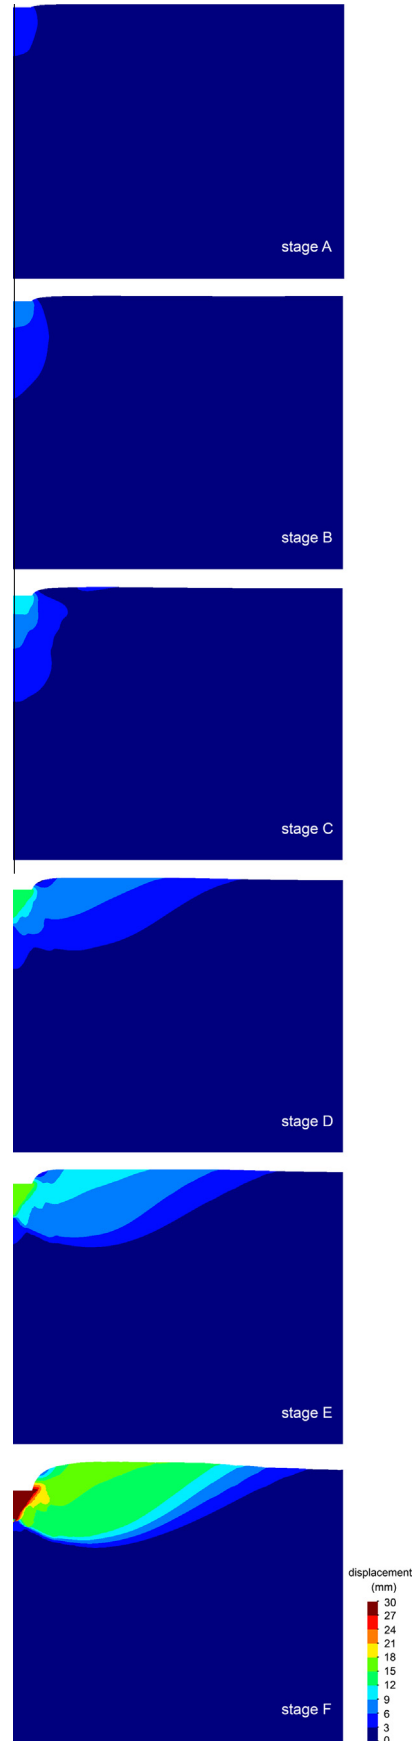 stage A
stage B
stage C
stage D
stage E
stage F
displacement
(mm)
30
27
24
21
18
15
12
9
6
3
0